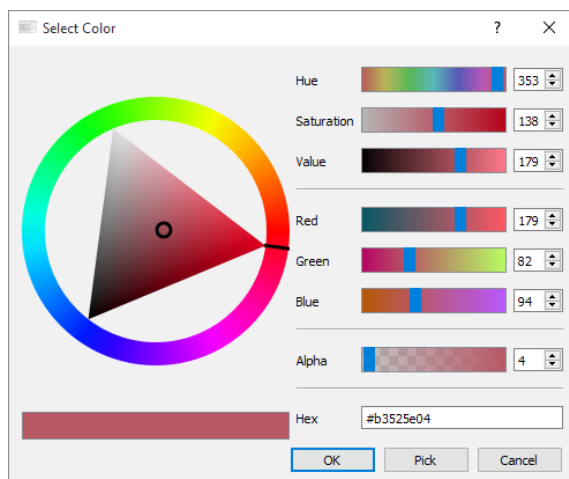 Select Color
?
Hue 353
Saturation 138
Value 179
Red 179
Green 82
Blue 94
Alpha 4
Hex #b3525e04
OK Pick Cancel